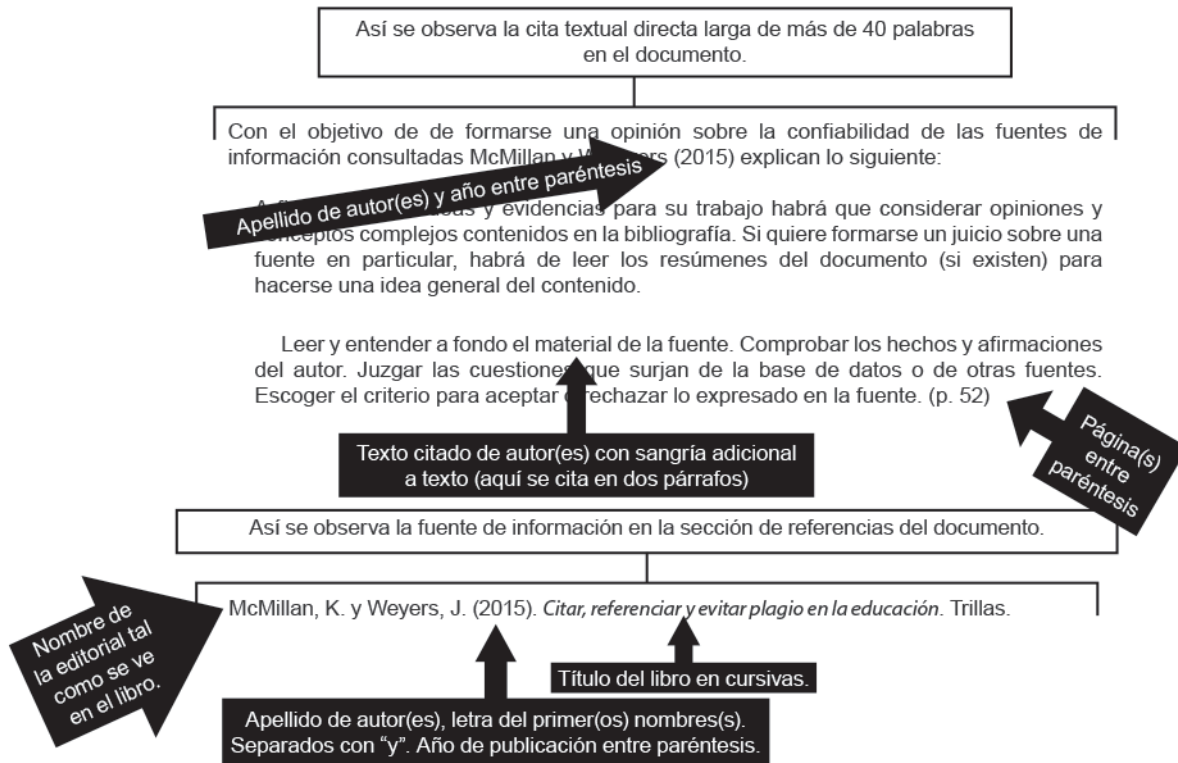 Así se observa la cita textual directa larga de más de 40 palabras
en el documento.
Con el objetivo de de formarse una opinión sobre la confiabilidad de las fuentes de
información consultadas McMillan y Weyers (2015) explican lo siguiente:
Apellido de autor(es) y año entre paréntesis
y evidencias para su trabajo habrá que considerar opiniones y
conceptos complejos contenidos en la bibliografía. Si quiere formarse un juicio sobre una
fuente en particular, habrá de leer los resúmenes del documento (si existen) para
hacerse una idea general del contenido.
Leer y entender a fondo el material de la fuente. Comprobar los hechos y afirmaciones
del autor. Juzgar las cuestiones que surjan de la base de datos o de otras fuentes.
Escoger el criterio para aceptar o rechazar lo expresado en la fuente. (p. 52)
Página(s)
entre
paréntesis
Texto citado de autor(es) con sangría adicional
a texto (aquí se cita en dos párrafos)
Así se observa la fuente de información en la sección de referencias del documento.
McMillan, K. y Weyers, J. (2015). Citar, referenciar y evitar plagio en la educación. Trillas.
Nombre de
la editorial tal
como se ve
en el libro.
Título del libro en cursivas.
Apellido de autor(es), letra del primer(os) nombres(s).
Separados con “y”. Año de publicación entre paréntesis.